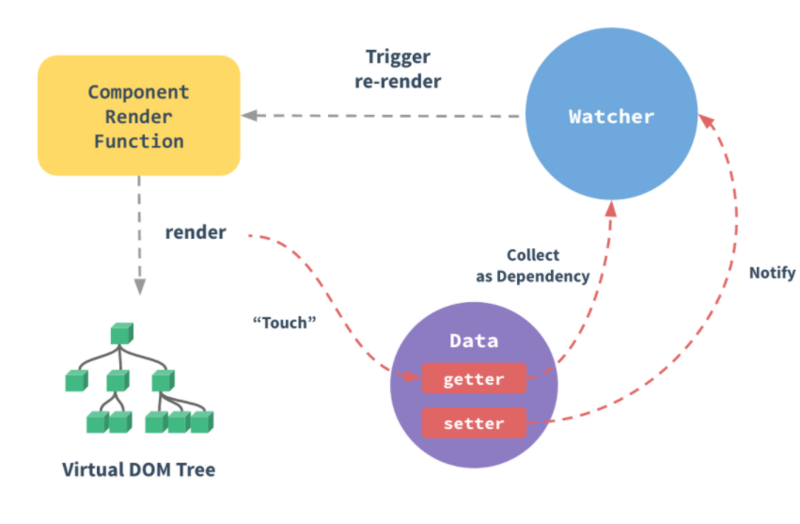 Trigger
re-render
Component
Render
Function
Watcher
render
Collect
as Dependency
Notify
“Touch”
Data
getter
setter
Virtual DOM Tree